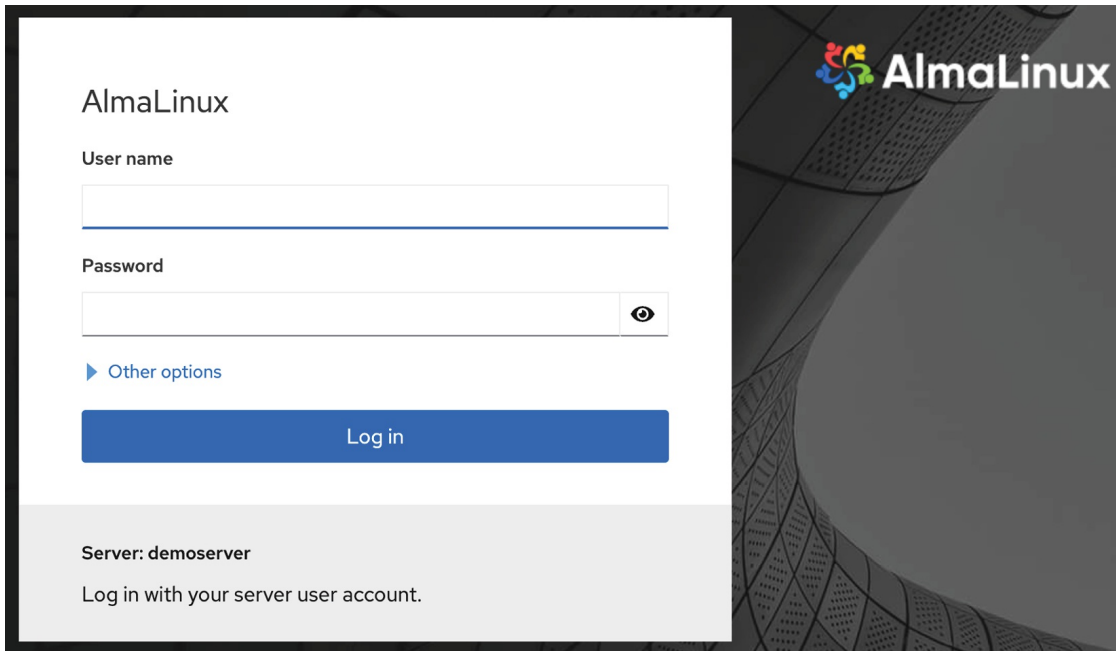 AlmaLinux
AlmaLinux
User name
Password
Other options
Log in
Server: demoserver
Log in with your server user account.